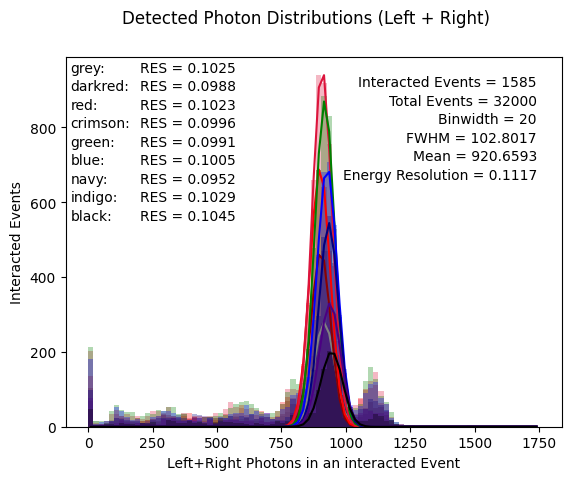 Detected Photon Distributions (Left + Right)
grey: RES = 0.1025
darkred: RES = 0.0988
red: RES = 0.1023
crimson: RES = 0.0996
green: RES = 0.0991
blue: RES = 0.1005
navy: RES = 0.0952
indigo: RES = 0.1029
black: RES = 0.1045
Interacted Events = 1585
Total Events = 32000
Binwidth = 20
FWHM = 102.8017
Mean = 920.6593
Energy Resolution = 0.1117
Interacted Events
800
600
400
200
0
0 250 500 750 1000 1250 1500 1750
Left+Right Photons in an interacted Event